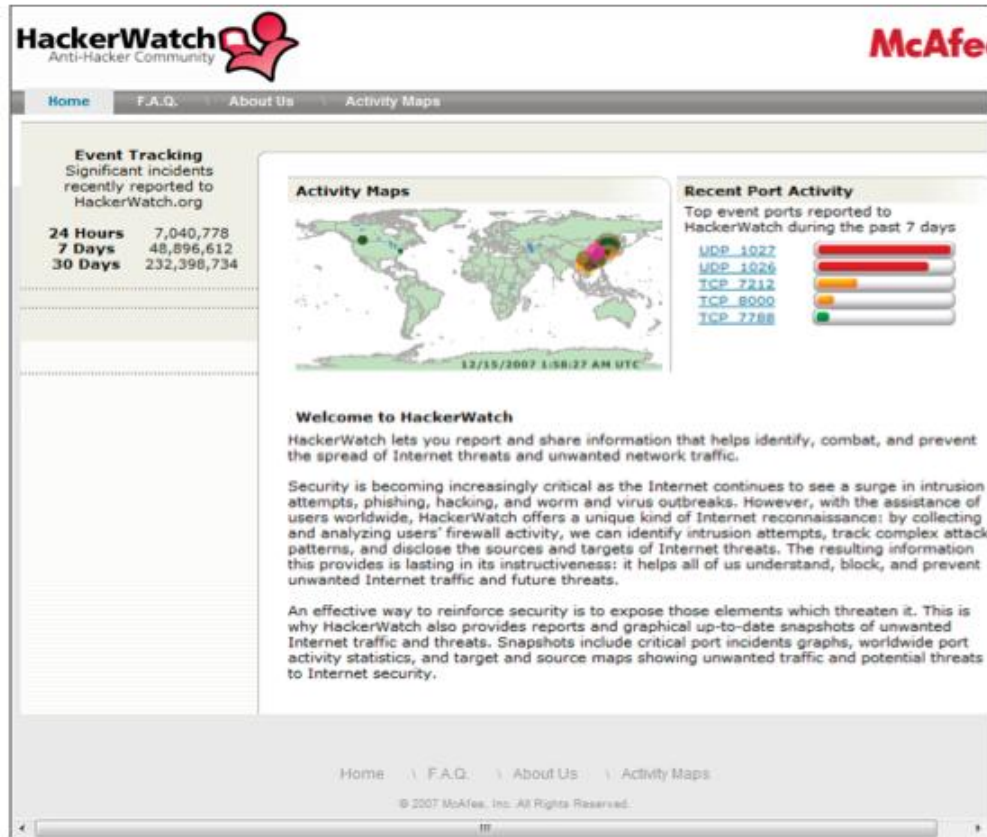 HackerWatch
Anti-Hacker Community
Home F.A.Q. About Us Activity Maps
Event Tracking
Significant incidents
recently reported to
HackerWatch.org
24 Hours 7,040,778
7 Days 48,896,612
30 Days 232,398,734
Activity Maps
12/15/2007 1:58:27 AM UTC
Recent Port Activity
Top event ports reported to
HackerWatch during the past 7 days
UDP 1027
UDP 1026
TCP 7212
TCP 8000
TCP 7788
Welcome to HackerWatch
HackerWatch lets you report and share information that helps identify, combat, and prevent
the spread of Internet threats and unwanted network traffic.
Security is becoming increasingly critical as the Internet continues to see a surge in intrusion
attempts, phishing, hacking, and worm and virus outbreaks. However, with the assistance of
users worldwide, HackerWatch offers a unique kind of Internet reconnaissance: by collecting
and analyzing users' firewall activity, we can identify intrusion attempts, track complex attack
patterns, and disclose the sources and targets of Internet threats. The resulting information
this provides is lasting in its instructiveness: it helps all of us understand, block, and prevent
unwanted Internet traffic and future threats.
An effective way to reinforce security is to expose those elements which threaten it. This is
why HackerWatch also provides reports and graphical up-to-date snapshots of unwanted
Internet traffic and threats. Snapshots include critical port incidents graphs, worldwide port
activity statistics, and target and source maps showing unwanted traffic and potential threats
to Internet security.
Home \ F.A.Q. \ About Us \ Activity Maps
© 2007 McAfee, Inc. All Rights Reserved.